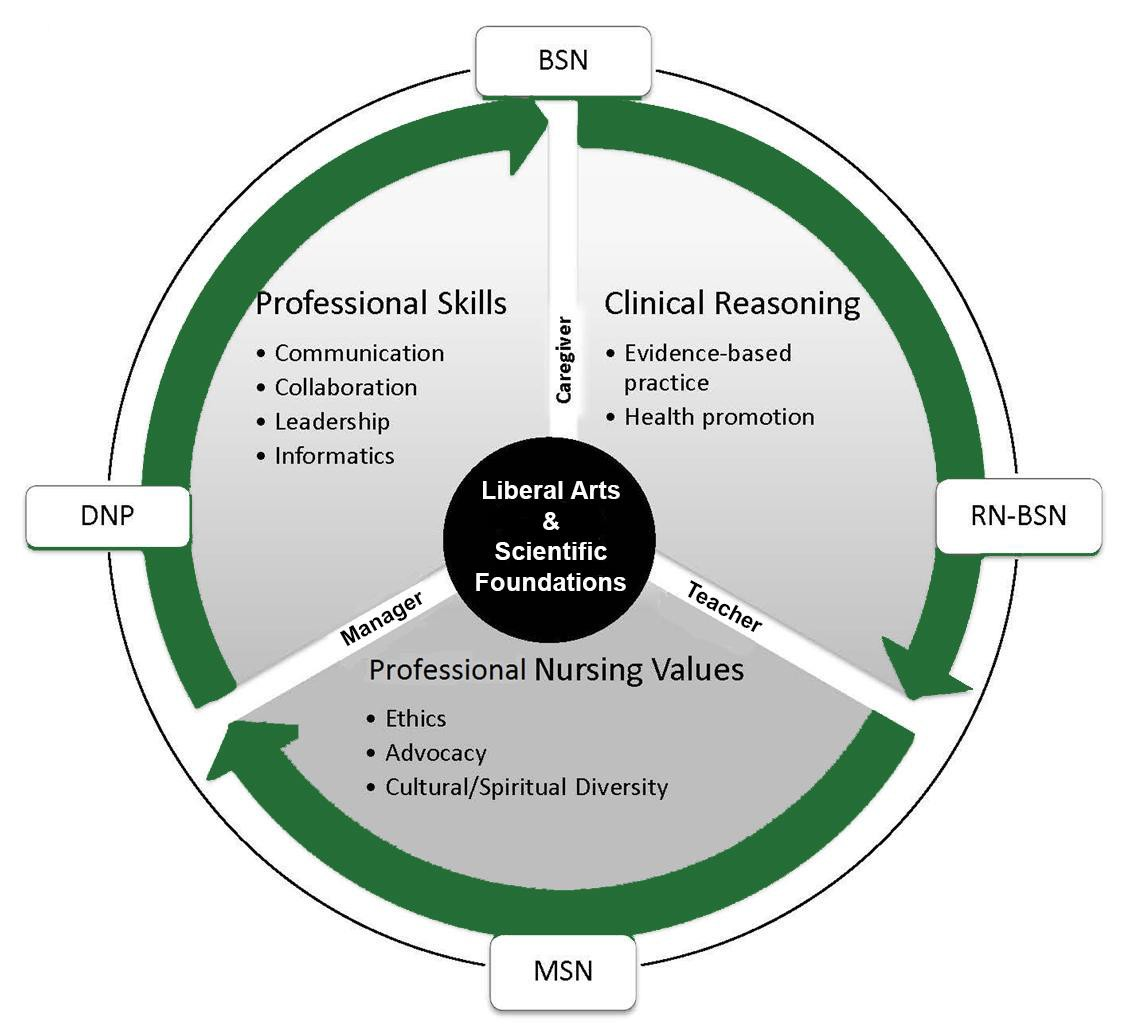 BSN
Professional Skills
• Communication
• Collaboration
• Leadership
• Informatics
Caregiver
Clinical Reasoning
• Evidence-based
practice
• Health promotion
DNP
Liberal Arts
&
Scientific
Foundations
RN-BSN
Manager
Teacher
Professional Nursing Values
• Ethics
• Advocacy
• Cultural/Spiritual Diversity
MSN